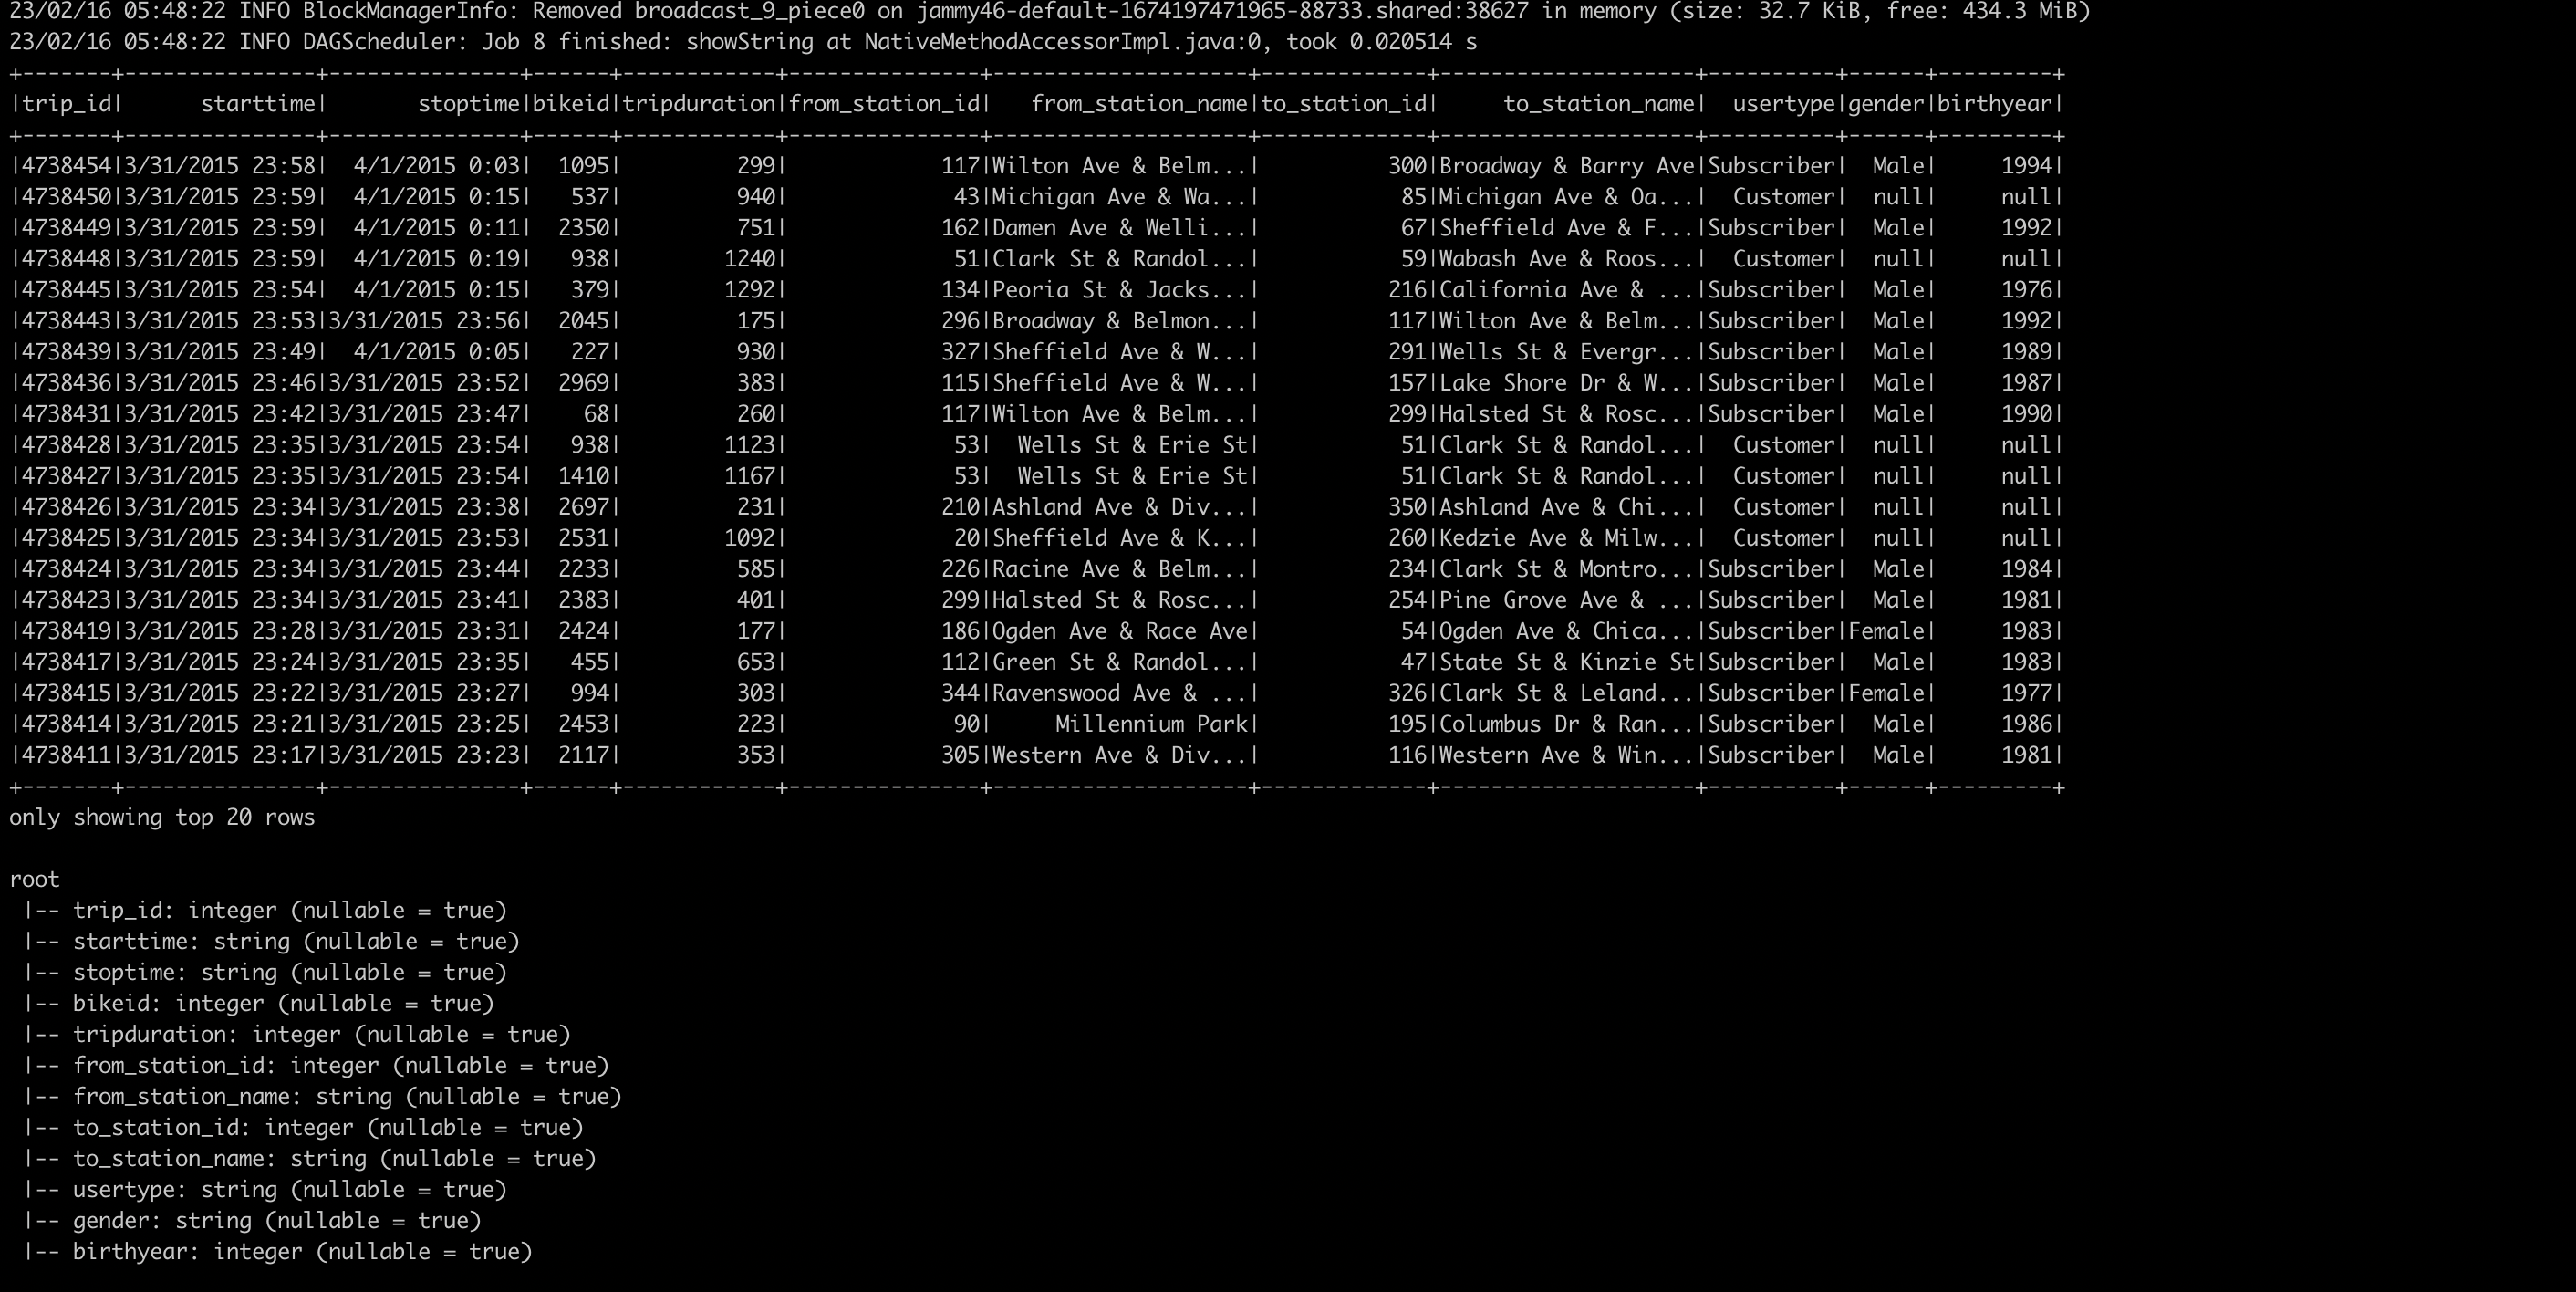 23/02/16 05:48:22 INFO BlockManagerInfo: Removed broadcast_9_piece0 on jammy46-default-1674197471965-88733.shared:38627 in memory (size: 32.7 KiB, free: 434.3 MiB)
23/02/16 05:48:22 INFO DAGScheduler: Job 8 finished: showString at NativeMethodAccessorImpl.java:0, took 0.020514 s
+-------+---------------+---------------+------+------------+---------------+--------------------+-------------+--------------------+----------+------+---------+
|trip_id|      starttime|       stoptime|bikeid|tripduration|from_station_id|   from_station_name|to_station_id|     to_station_name|  usertype|gender|birthyear|
+-------+---------------+---------------+------+------------+---------------+--------------------+-------------+--------------------+----------+------+---------+
|4738454|3/31/2015 23:58|  4/1/2015 0:03|  1095|         299|            117|Wilton Ave & Belm...|          300|Broadway & Barry Ave|Subscriber|  Male|     1994|
|4738450|3/31/2015 23:59|  4/1/2015 0:15|   537|         940|             43|Michigan Ave & Wa...|           85|Michigan Ave & Oa...|  Customer|  null|     null|
|4738449|3/31/2015 23:59|  4/1/2015 0:11|  2350|         751|            162|Damen Ave & Welli...|           67|Sheffield Ave & F...|Subscriber|  Male|     1992|
|4738448|3/31/2015 23:59|  4/1/2015 0:19|   938|        1240|             51|Clark St & Randol...|           59|Wabash Ave & Roos...|  Customer|  null|     null|
|4738445|3/31/2015 23:54|  4/1/2015 0:15|   379|        1292|            134|Peoria St & Jacks...|          216|California Ave & ...|Subscriber|  Male|     1976|
|4738443|3/31/2015 23:53|3/31/2015 23:56|  2045|         175|            296|Broadway & Belmon...|          117|Wilton Ave & Belm...|Subscriber|  Male|     1992|
|4738439|3/31/2015 23:49|  4/1/2015 0:05|   227|         930|            327|Sheffield Ave & W...|          291|Wells St & Evergr...|Subscriber|  Male|     1989|
|4738436|3/31/2015 23:46|3/31/2015 23:52|  2969|         383|            115|Sheffield Ave & W...|          157|Lake Shore Dr & W...|Subscriber|  Male|     1987|
|4738431|3/31/2015 23:42|3/31/2015 23:47|    68|         260|            117|Wilton Ave & Belm...|          299|Halsted St & Rosc...|Subscriber|  Male|     1990|
|4738428|3/31/2015 23:35|3/31/2015 23:54|   938|        1123|             53|  Wells St & Erie St|           51|Clark St & Randol...|  Customer|  null|     null|
|4738427|3/31/2015 23:35|3/31/2015 23:54|  1410|        1167|             53|  Wells St & Erie St|           51|Clark St & Randol...|  Customer|  null|     null|
|4738426|3/31/2015 23:34|3/31/2015 23:38|  2697|         231|            210|Ashland Ave & Div...|          350|Ashland Ave & Chi...|  Customer|  null|     null|
|4738425|3/31/2015 23:34|3/31/2015 23:53|  2531|        1092|             20|Sheffield Ave & K...|          260|Kedzie Ave & Milw...|  Customer|  null|     null|
|4738424|3/31/2015 23:34|3/31/2015 23:44|  2233|         585|            226|Racine Ave & Belm...|          234|Clark St & Montro...|Subscriber|  Male|     1984|
|4738423|3/31/2015 23:34|3/31/2015 23:41|  2383|         401|            299|Halsted St & Rosc...|          254|Pine Grove Ave & ...|Subscriber|  Male|     1981|
|4738419|3/31/2015 23:28|3/31/2015 23:31|  2424|         177|            186|Ogden Ave & Race Ave|           54|Ogden Ave & Chica...|Subscriber|Female|     1983|
|4738417|3/31/2015 23:24|3/31/2015 23:35|   455|         653|            112|Green St & Randol...|           47|State St & Kinzie St|Subscriber|  Male|     1983|
|4738415|3/31/2015 23:22|3/31/2015 23:27|   994|         303|            344|Ravenswood Ave & ...|          326|Clark St & Leland...|Subscriber|Female|     1977|
|4738414|3/31/2015 23:21|3/31/2015 23:25|  2453|         223|             90|     Millennium Park|          195|Columbus Dr & Ran...|Subscriber|  Male|     1986|
|4738411|3/31/2015 23:17|3/31/2015 23:23|  2117|         353|            305|Western Ave & Div...|          116|Western Ave & Win...|Subscriber|  Male|     1981|
+-------+---------------+---------------+------+------------+---------------+--------------------+-------------+--------------------+----------+------+---------+
only showing top 20 rows
root
 |-- trip_id: integer (nullable = true)
 |-- starttime: string (nullable = true)
 |-- stoptime: string (nullable = true)
 |-- bikeid: integer (nullable = true)
 |-- tripduration: integer (nullable = true)
 |-- from_station_id: integer (nullable = true)
 |-- from_station_name: string (nullable = true)
 |-- to_station_id: integer (nullable = true)
 |-- to_station_name: string (nullable = true)
 |-- usertype: string (nullable = true)
 |-- gender: string (nullable = true)
 |-- birthyear: integer (nullable = true)